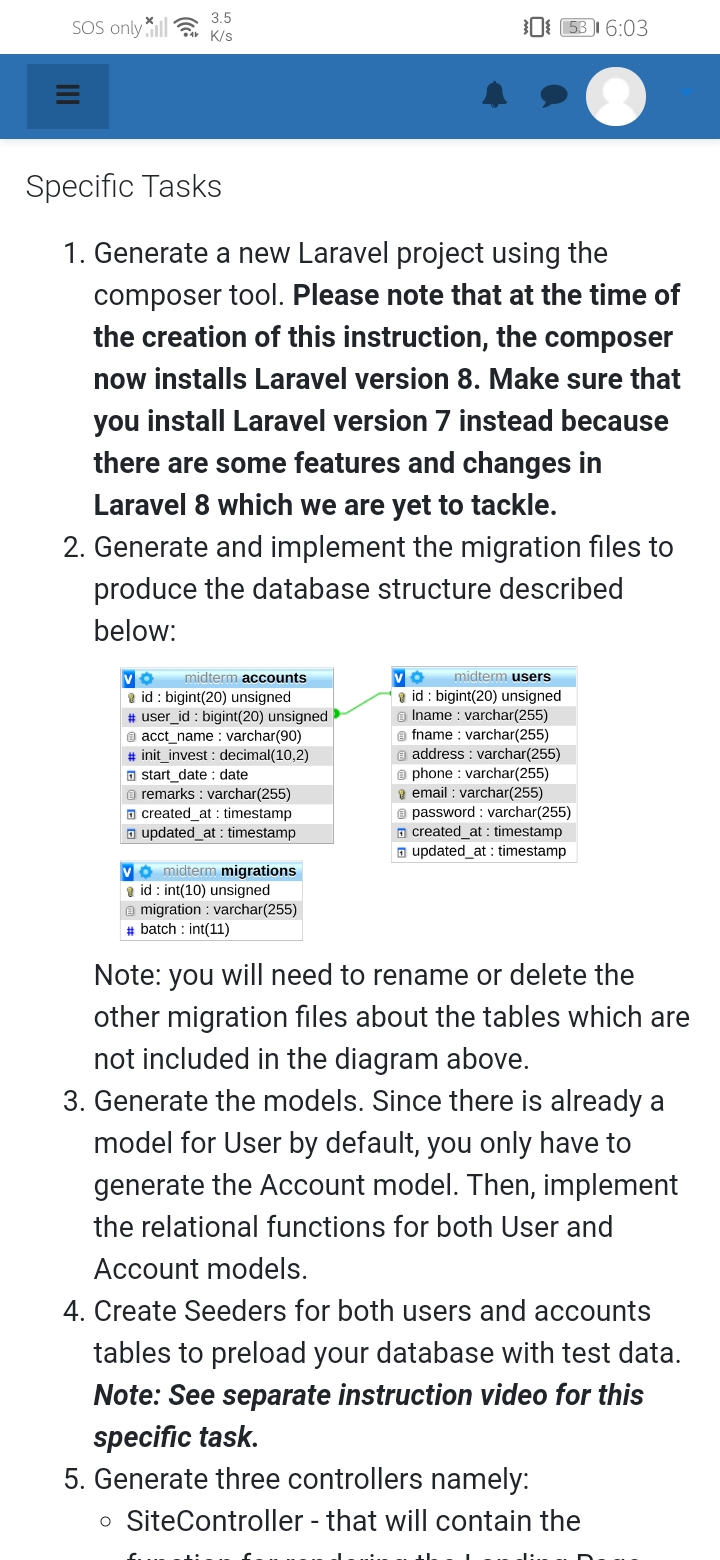 SOS only
3.5
K/s
53
6:03
Specific Tasks
1. Generate a new Laravel project using the
composer tool. Please note that at the time of
the creation of this instruction, the composer
now installs Laravel version 8. Make sure that
you install Laravel version 7 instead because
there are some features and changes in
Laravel 8 which we are yet to tackle.
2. Generate and implement the migration files to
produce the database structure described
below:
v midterm accounts
id : bigint(20) unsigned
# user_id : bigint(20) unsigned
acct_name : varchar(90)
# init_invest : decimal(10,2)
start_date : date
remarks : varchar(255)
created_at : timestamp
updated_at : timestamp
v midterm users
id : bigint(20) unsigned
lname : varchar(255)
fname : varchar(255)
address : varchar(255)
phone : varchar(255)
email : varchar(255)
password : varchar(255)
created_at : timestamp
updated_at : timestamp
v midterm migrations
id : int(10) unsigned
migration : varchar(255)
# batch : int(11)
Note: you will need to rename or delete the
other migration files about the tables which are
not included in the diagram above.
3. Generate the models. Since there is already a
model for User by default, you only have to
generate the Account model. Then, implement
the relational functions for both User and
Account models.
4. Create Seeders for both users and accounts
tables to preload your database with test data.
Note: See separate instruction video for this
specific task.
5. Generate three controllers namely:
○ SiteController - that will contain the
function for rendering the Landing Page